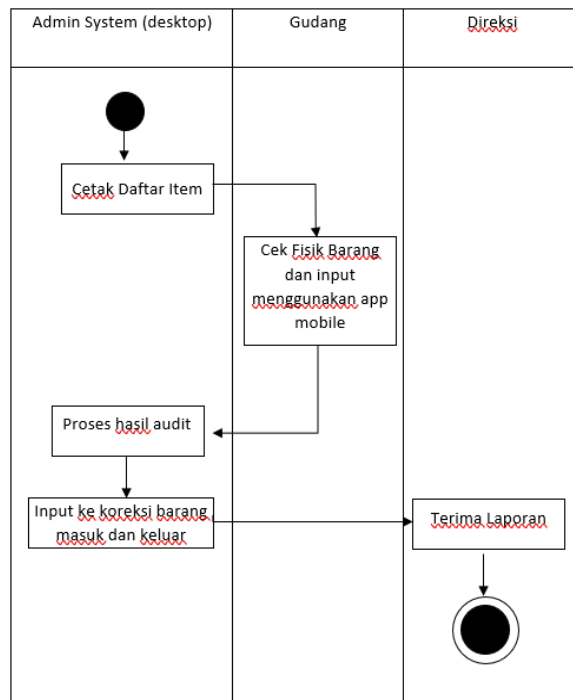 Admin System (desktop)
Gudang
Direksi
Cetak Daftar Item
Cek Fisik Barang
dan input
menggunakan app
mobile
Proses hasil audit
Input ke koreksi barang
masuk dan keluar
Terima Laporan